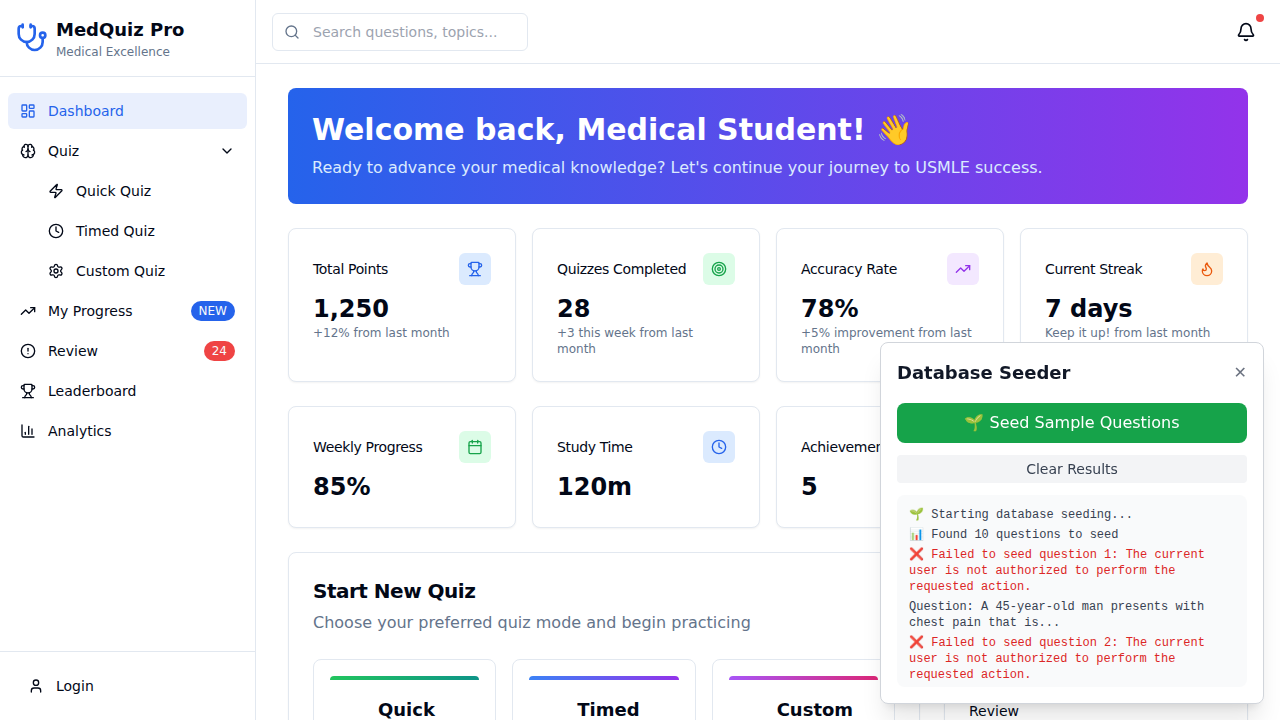 MedQuiz Pro
Medical Excellence
Search questions, topics...
Dashboard
Quiz
Quick Quiz
Timed Quiz
Custom Quiz
My Progress
NEW
Review
24
Leaderboard
Analytics
Login
Welcome back, Medical Student! 👋
Ready to advance your medical knowledge? Let's continue your journey to USMLE success.
Total Points
1,250
+12% from last month
Quizzes Completed
28
+3 this week from last
month
Accuracy Rate
78%
+5% improvement from last
month
Current Streak
7 days
Keep it up! from last month
Weekly Progress
85%
Study Time
120m
Achievemen
5
Start New Quiz
Choose your preferred quiz mode and begin practicing
Quick
Timed
Custom
Review
Database Seeder
✕
🌱 Seed Sample Questions
Clear Results
🌱 Starting database seeding...
📊 Found 10 questions to seed
❌ Failed to seed question 1: The current
user is not authorized to perform the
requested action.
Question: A 45-year-old man presents with
chest pain that is...
❌ Failed to seed question 2: The current
user is not authorized to perform the
requested action.